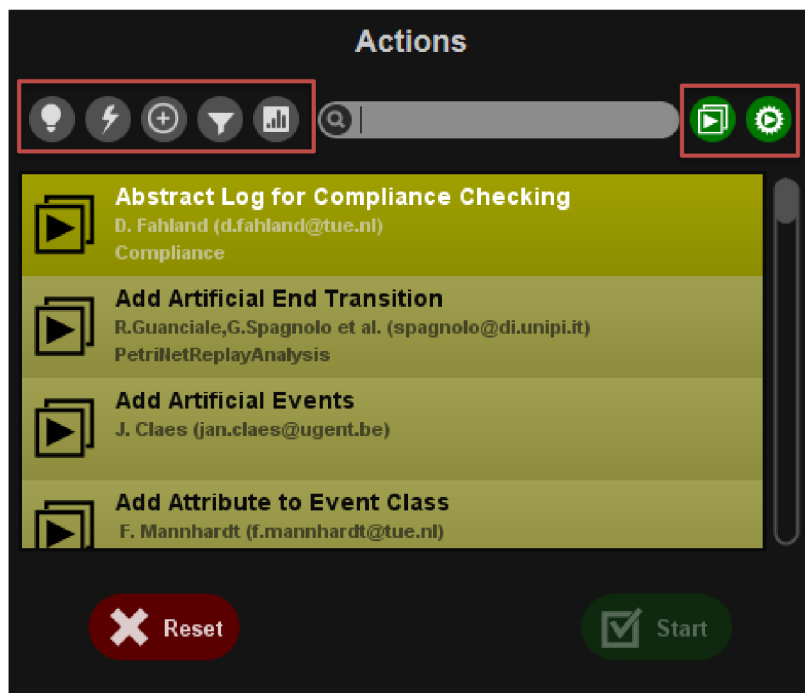 Actions
Abstract Log for Compliance Checking
D. Fahland (d.fahland@tue.nl)
Compliance
Add Artificial End Transition
R.Guanciale,G.Spagnolo et al. (spagnolo@di.unipi.it)
PetriNetReplayAnalysis
Add Artificial Events
J. Claes (jan.claes@ugent.be)
Add Attribute to Event Class
F. Mannhardt (f.mannhardt@tue.nl)
Reset
Start